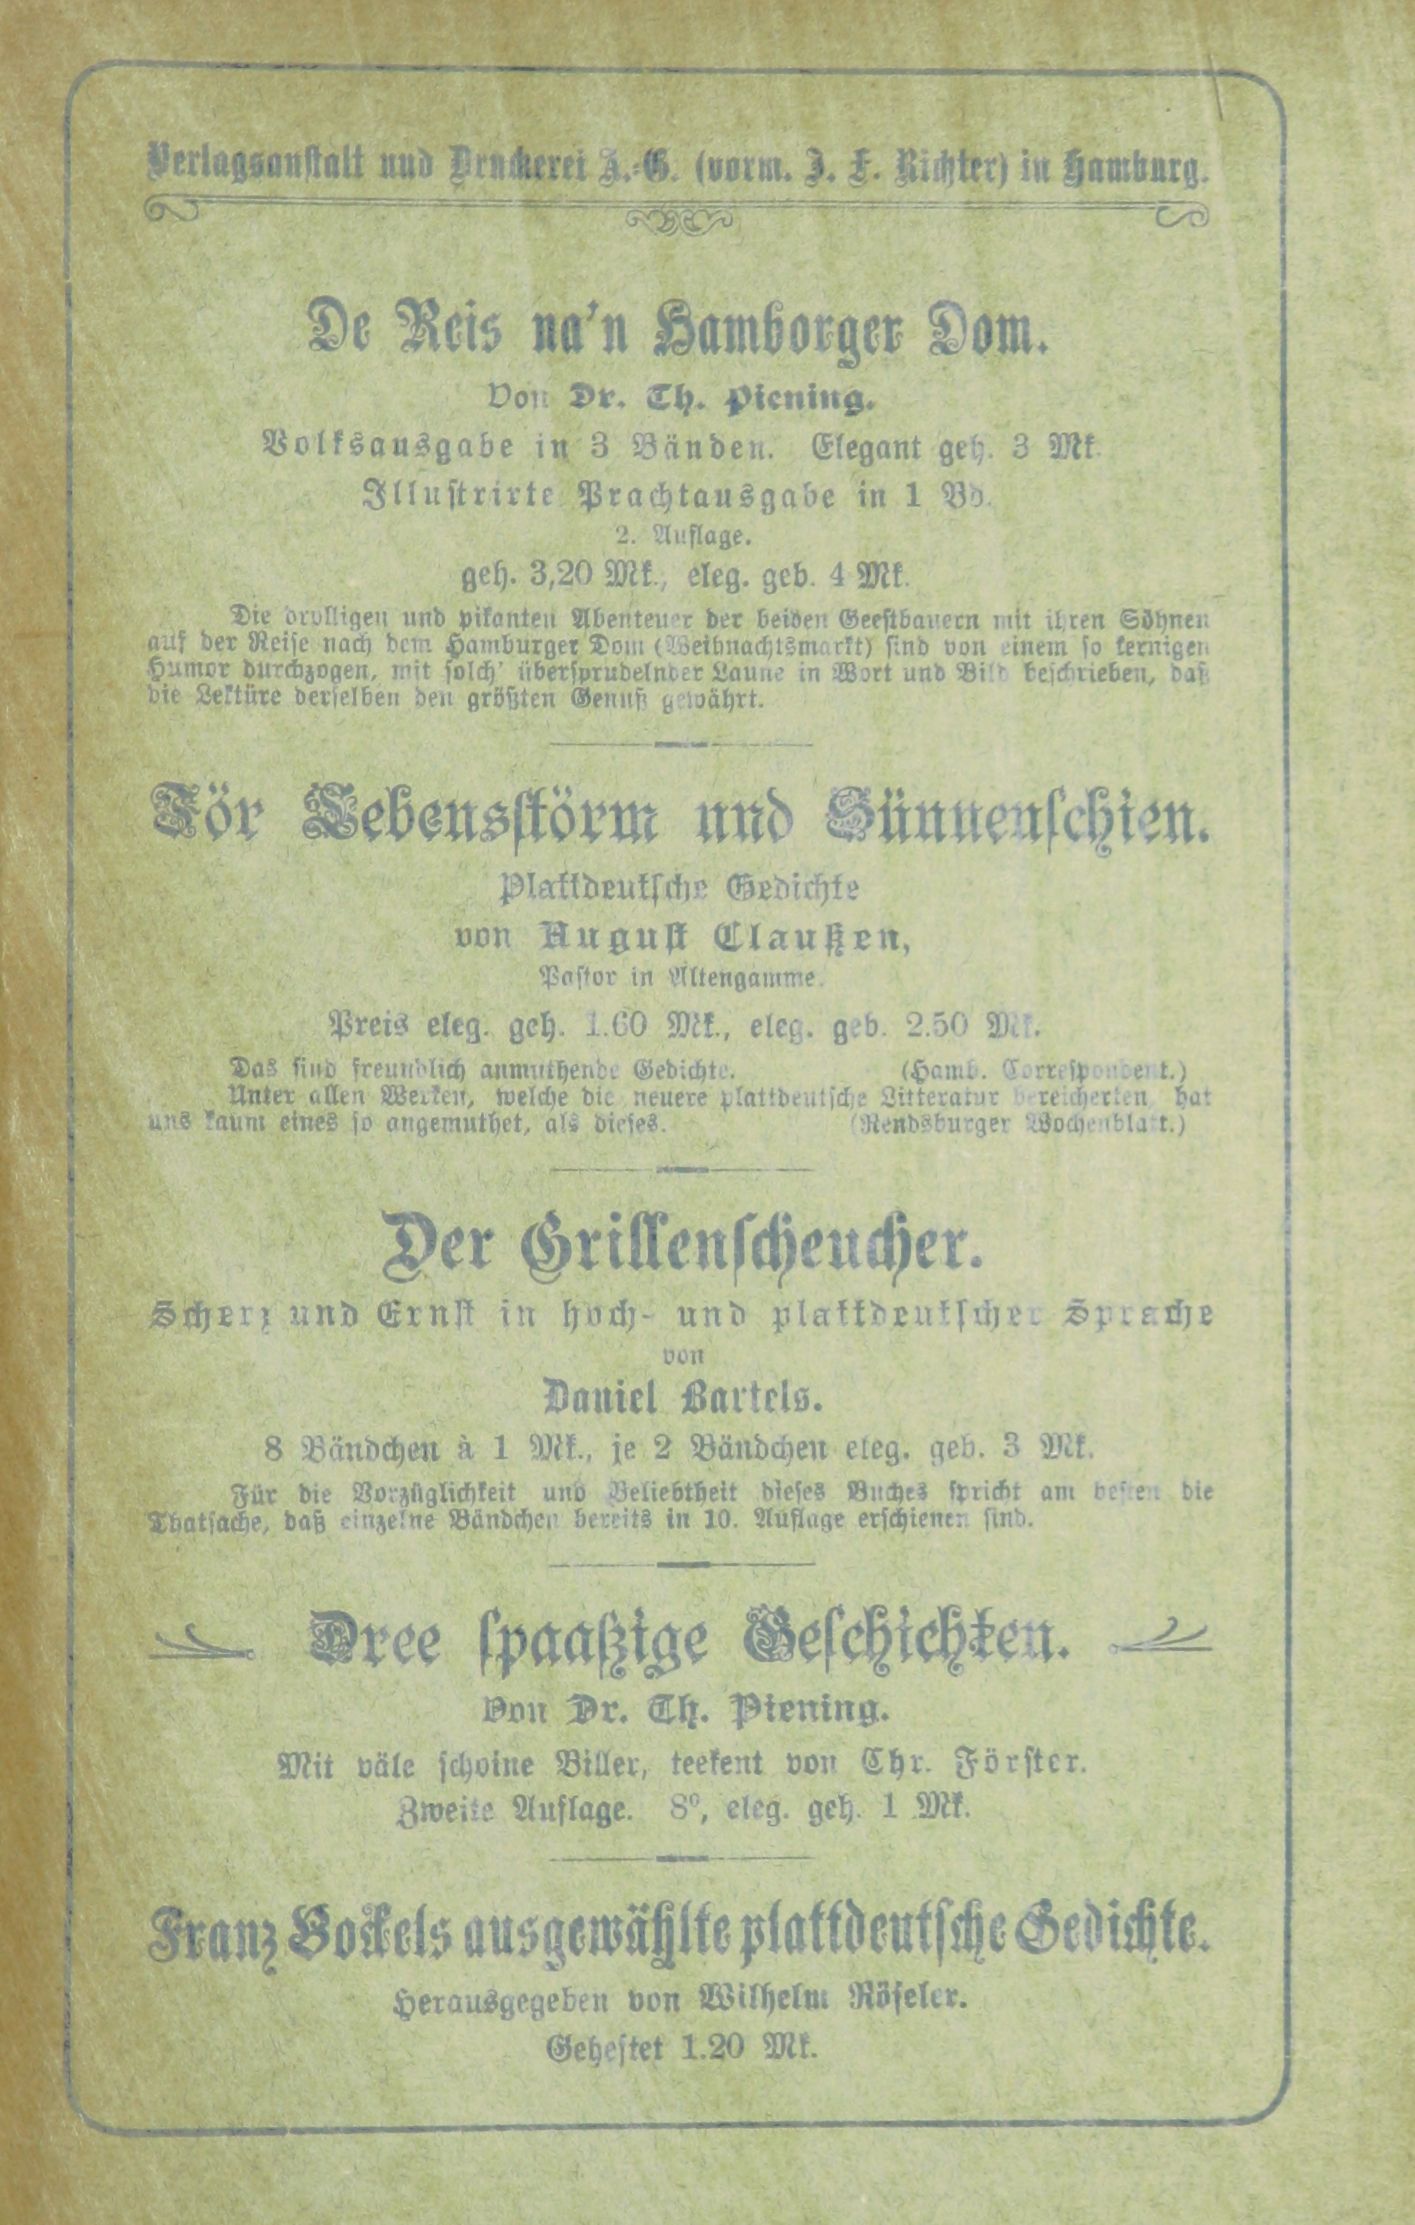 Verlagsanstalt und Druckerei A.-G. (vorm. J. F. Richter) in Hamburg.
De Reis na'n Hamborger Dom.
Von Dr. Th. Piening.
Volksausgabe in 3 Bänden. Elegant geh. 3 Mk.
Illustrirte Prachtausgabe in 1 Bd.
2. Auflage.
geh. 3,20 Mk., eleg. geb. 4 Mk.
Die drolligen und pikanten Abenteuer der beiden Geestbauern mit ihren Söhnen
auf der Reise nach dem Hamburger Dom (Weihnachtsmarkt) sind von einem so kernigen
Humor durchzogen, mit solch' übersprudelnder Laune in Wort und Bild beschrieben, daß
die Lektüre derselben den größten Genuß gewährt.
För Lebensstörm und Sünnenschien.
Plattdeutsche Gedichte
von August Claußen,
Pastor in Altengamme.
Preis eleg. geh. 1.60 Mk., eleg. geb. 2.50 Mk.
Das sind freundlich anmuthende Gedichte. (Hamb. Correspondent.)
Unter allen Werken, welche die neuere plattdeutsche Litteratur bereicherten hat
uns kaum eines so angemuthet, als dieses. (Rendsburger Wochenblatt.)
Der Grillenscheucher.
Scherz und Ernst in hoch- und plattdeutscher Sprache
von
Daniel Bartels.
8 Bändchen à 1 Mk., je 2 Bändchen eleg. geb. 3 Mk.
Für die Vorzüglichkeit und Beliebtheit dieses Buches spricht am besten die
Thatsache, daß einzelne Bändchen bereits in 10. Auflage erschienen sind.
Dree spaaßige Geschichten.
Von Dr. Th. Piening.
Mit väle schoine Biller, teekent von Chr. Förster.
Zweite Auflage. 8⁰, eleg. geh. 1 Mk.
Franz Bockels ausgewählte plattdeutsche Gedichte.
Herausgegeben von Wilhelm Röseler.
Geheftet 1.20 Mk.